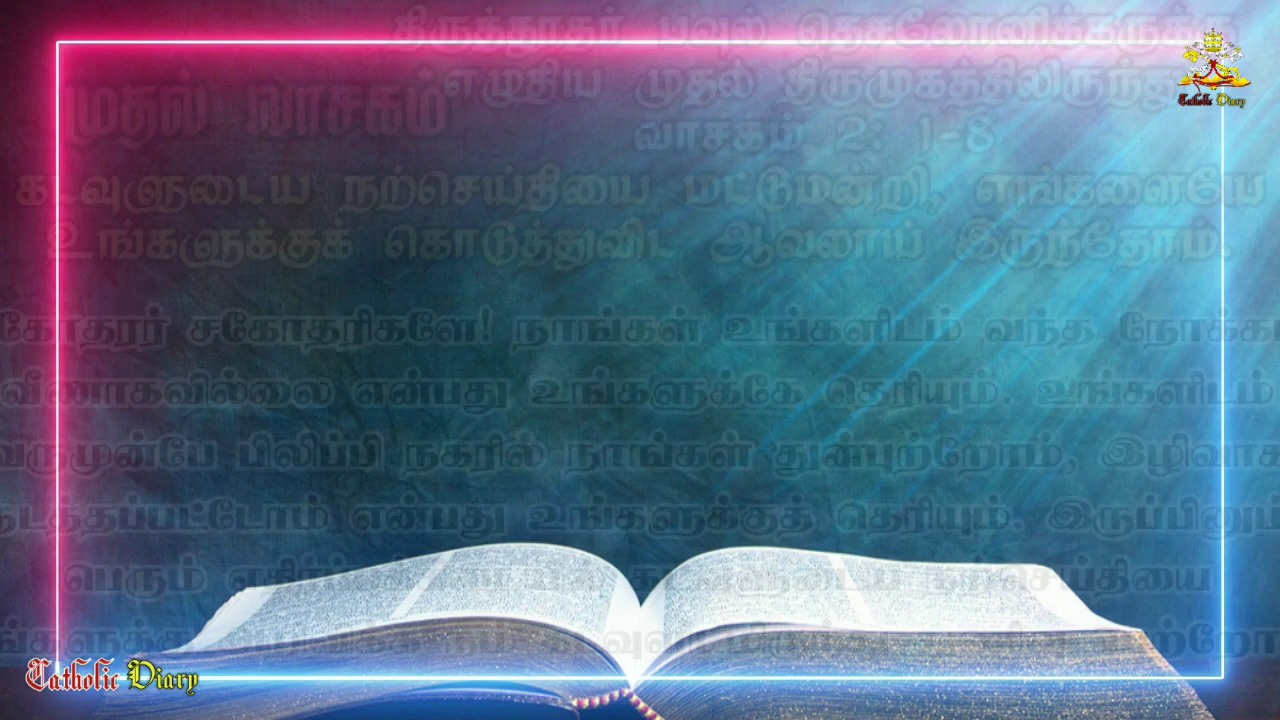 திருத்தூதர் பவுல் தெசலோனிக்கருக்கு
எழுதிய முதல் திருமுகத்திலிருந்து
முதல் வாசகம்
வாசகம் 2: 1-8
கடவுளுடைய நற்செய்தியை மட்டுமன்றி, எங்களையே
உங்களுக்குக் கொடுத்துவிட ஆவலாய் இருந்தோம்.
கோதரர் சகோதரிகளே! நாங்கள் உங்களிடம் வந்த நோக்க
வீணாகவில்லை என்பது உங்களுக்கே தெரியும். உங்களிடம்
வருமுன்பே பிலிப்பி நகரில் நாங்கள் துன்புற்றோம், இழிவாக
நடத்தப்பட்டோம் என்பது உங்களுக்குத் தெரியும். இருப்பினும்
பெரும் நற்செய்தியை
Catholic Diary
Catholic Diary